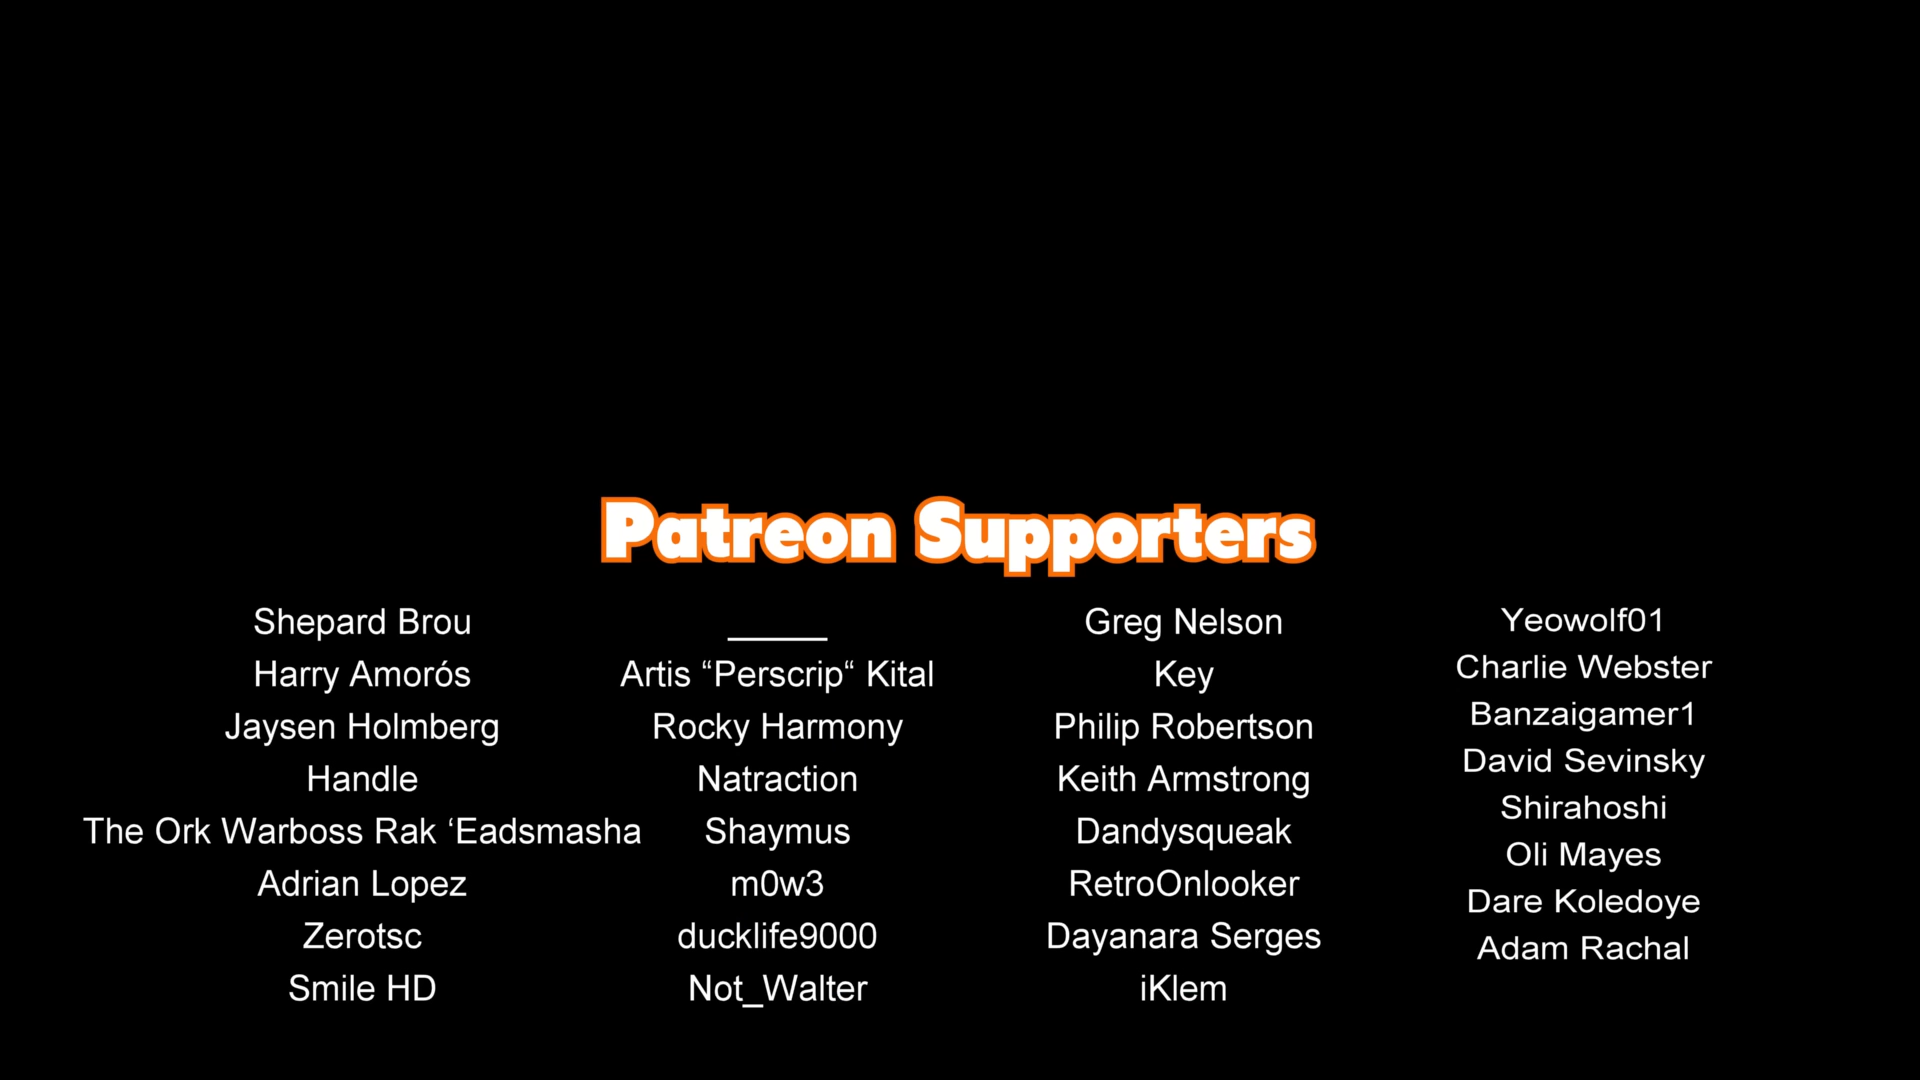 Patreon Supporters
Shepard Brou
Harry Amorós
Jaysen Holmberg
Handle
The Ork Warboss Rak ‘Eadsmasha
Adrian Lopez
Zerotsc
Smile HD
_____
Artis “Perscrip“ Kital
Rocky Harmony
Natraction
Shaymus
m0w3
ducklife9000
Not_Walter
Greg Nelson
Key
Philip Robertson
Keith Armstrong
Dandysqueak
RetroOnlooker
Dayanara Serges
iKlem
Yeowolf01
Charlie Webster
Banzaigamer1
David Sevinsky
Shirahoshi
Oli Mayes
Dare Koledoye
Adam Rachal